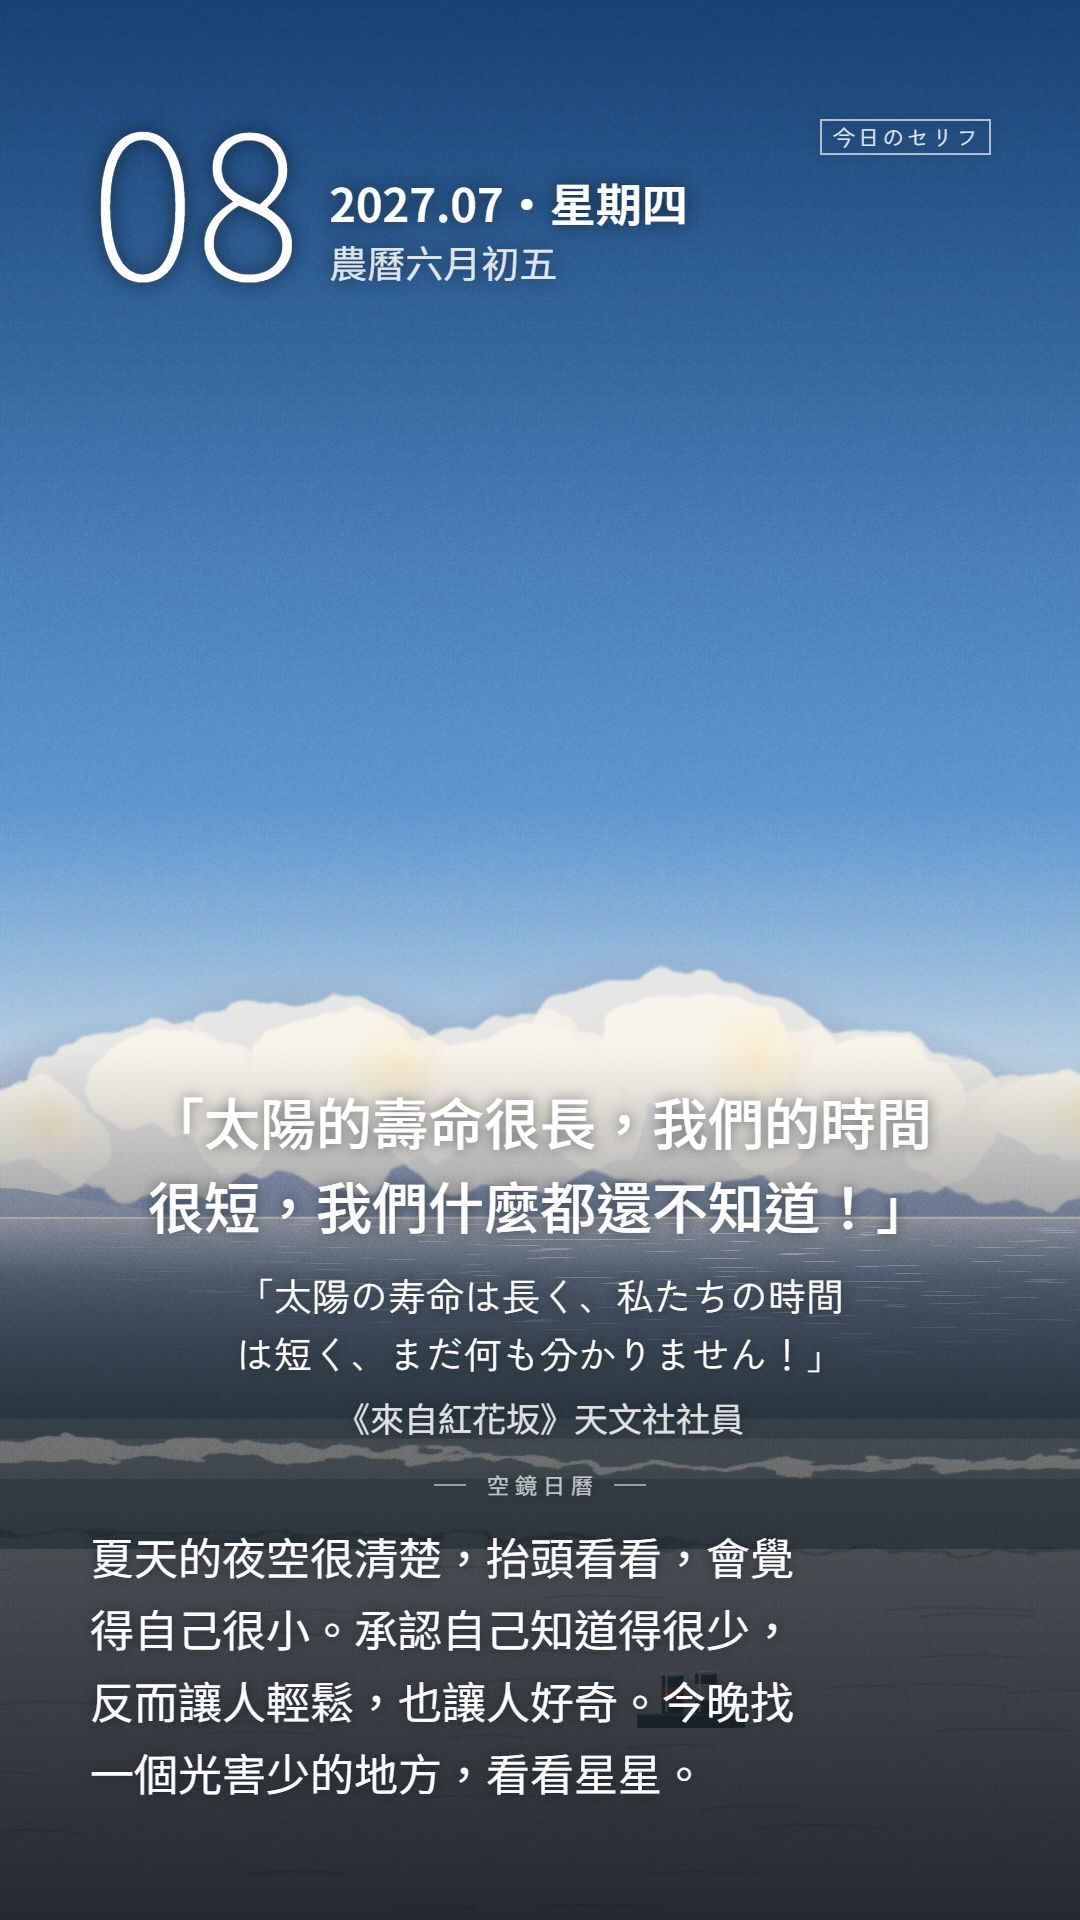 08
今日のセリフ
2027.07・星期四
農曆六月初五
「太陽的壽命很長，我們的時間
很短，我們什麼都還不知道！」
「太陽の寿命は長く、私たちの時間
は短く、まだ何も分かりません！」
《來自紅花坂》天文社社員
空鏡日曆
夏天的夜空很清楚，抬頭看看，會覺
得自己很小。承認自己知道得很少，
反而讓人輕鬆，也讓人好奇。今晚找
一個光害少的地方，看看星星。